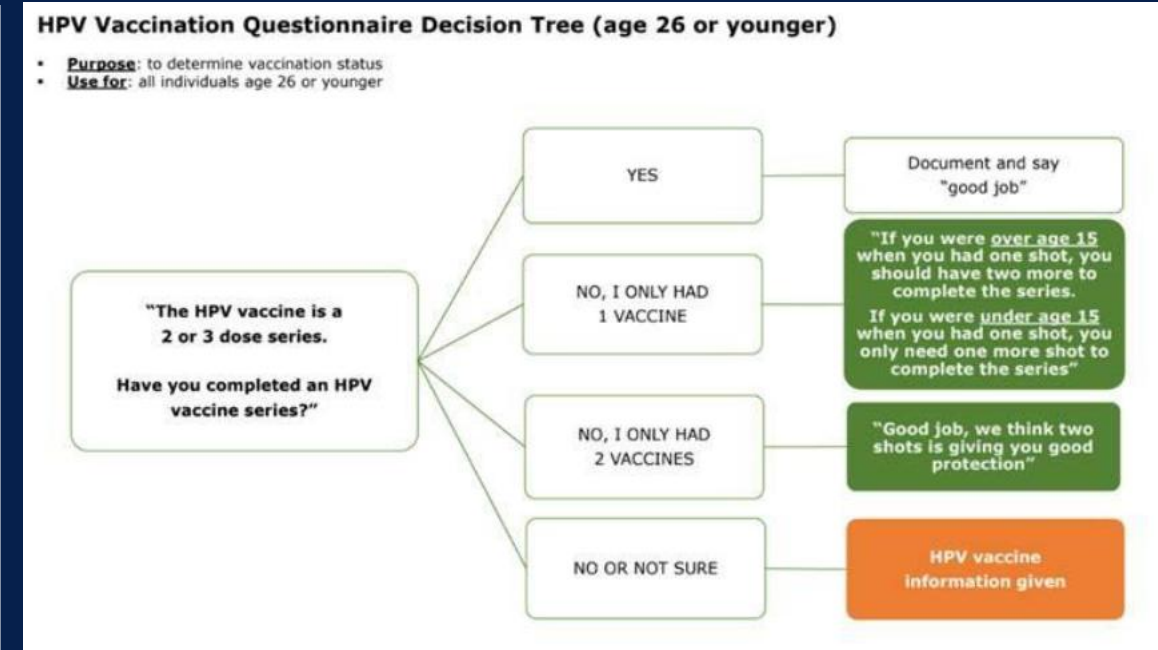 HPV Vaccination Questionnaire Decision Tree (age 26 or younger)
▪ Purpose: to determine vaccination status
▪ Use for: all individuals age 26 or younger
"The HPV vaccine is a
2 or 3 dose series.
Have you completed an HPV
vaccine series?"
YES
Document and say
"good job"
NO, I ONLY HAD
1 VACCINE
"If you were over age 15
when you had one shot, you
should have two more to
complete the series.
If you were under age 15
when you had one shot, you
only need one more shot to
complete the series"
NO, I ONLY HAD
2 VACCINES
"Good job, we think two
shots is giving you good
protection"
NO OR NOT SURE
HPV vaccine
information given